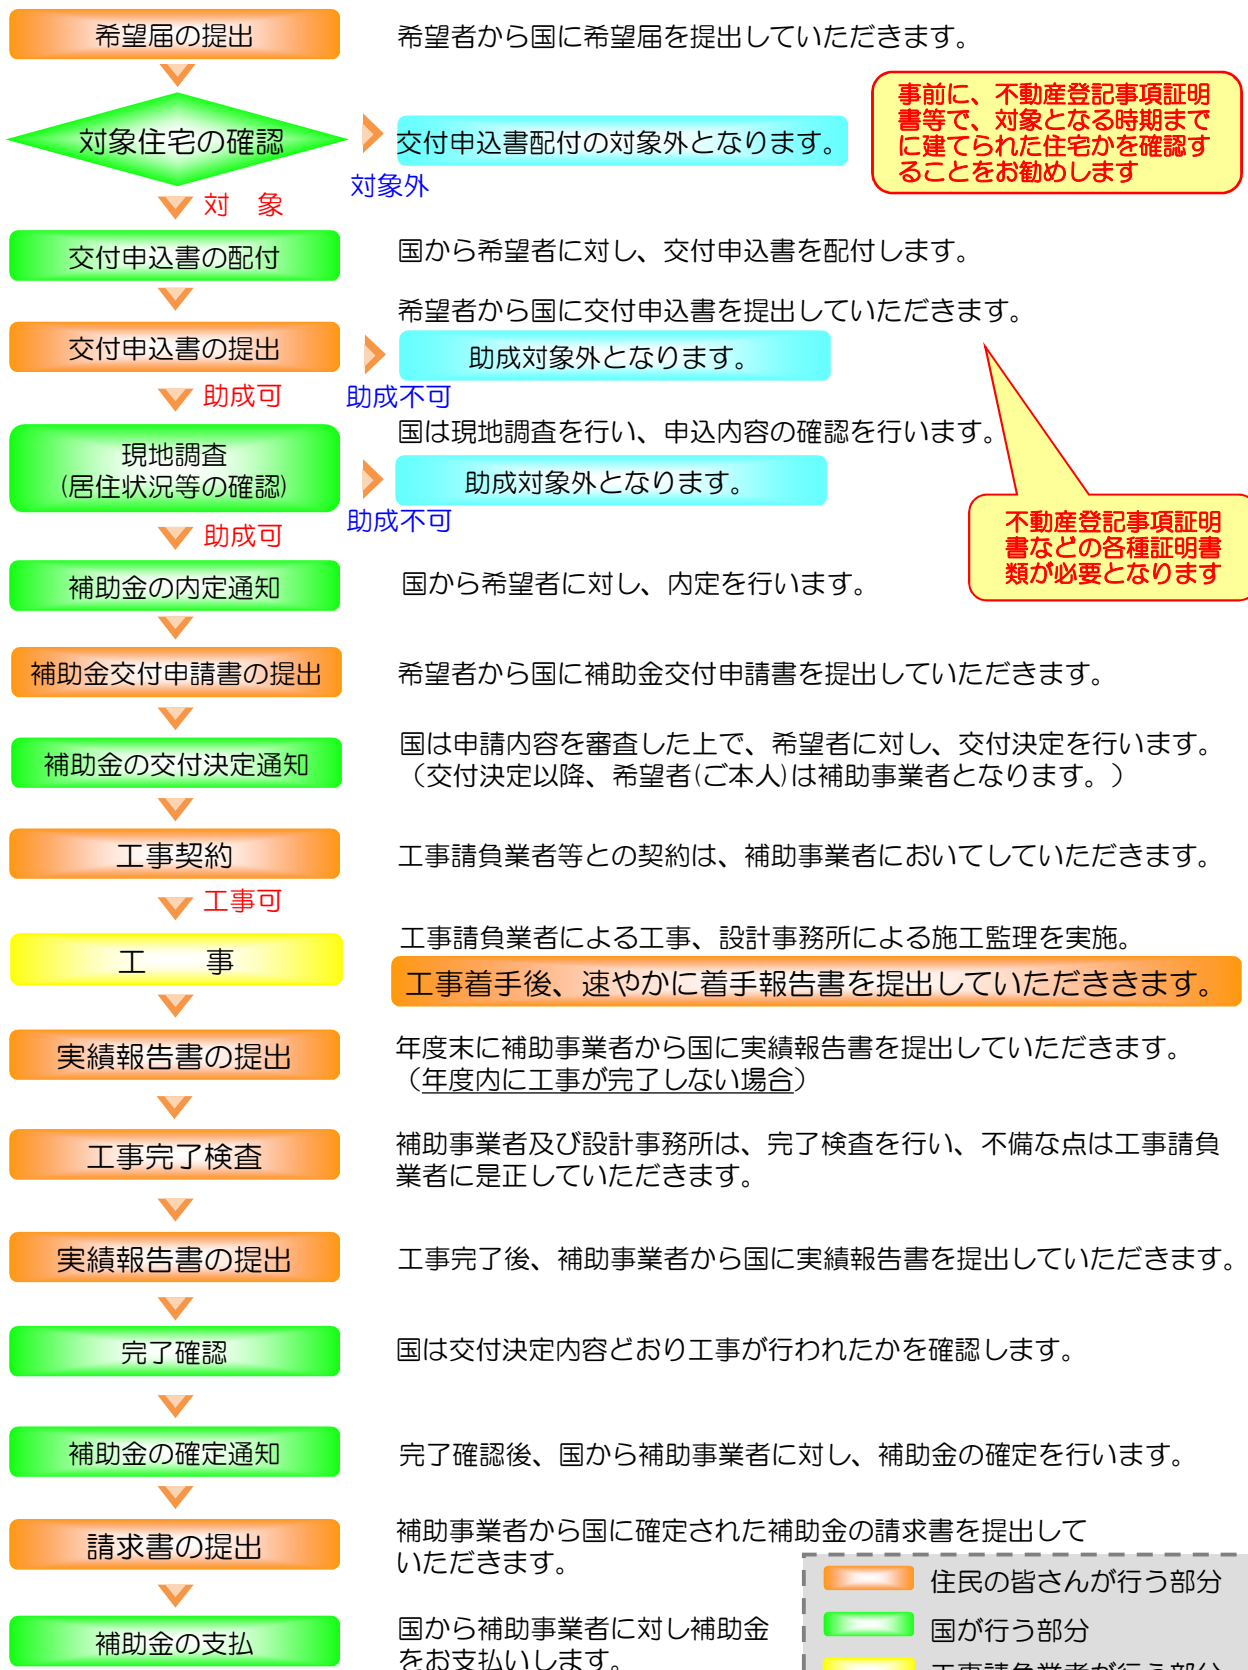 希望届の提出
希望者から国に希望届を提出していただきます。
対象住宅の確認
交付申込書配付の対象外となります。
対象外
事前に、不動産登記事項証明
書等で、対象となる時期まで
に建てられた住宅かを確認す
ることをお勧めします
対　象
交付申込書の配付
国から希望者に対し、交付申込書を配付します。
希望者から国に交付申込書を提出していただきます。
交付申込書の提出
助成対象外となります。
助成可
助成不可
国は現地調査を行い、申込内容の確認を行います。
現地調査
(居住状況等の確認)
助成対象外となります。
助成不可
助成可
不動産登記事項証明
書などの各種証明書
類が必要となります
補助金の内定通知
国から希望者に対し、内定を行います。
補助金交付申請書の提出
希望者から国に補助金交付申請書を提出していただきます。
補助金の交付決定通知
国は申請内容を審査した上で、希望者に対し、交付決定を行います。
（交付決定以降、希望者(ご本人)は補助事業者となります。）
工事契約
工事請負業者等との契約は、補助事業者においてしていただきます。
工事可
工　　事
工事請負業者による工事、設計事務所による施工監理を実施。
工事着手後、速やかに着手報告書を提出していただききます。
実績報告書の提出
年度末に補助事業者から国に実績報告書を提出していただきます。
（年度内に工事が完了しない場合）
工事完了検査
補助事業者及び設計事務所は、完了検査を行い、不備な点は工事請負
業者に是正していただきます。
実績報告書の提出
工事完了後、補助事業者から国に実績報告書を提出していただきます。
完了確認
国は交付決定内容どおり工事が行われたかを確認します。
補助金の確定通知
完了確認後、国から補助事業者に対し、補助金の確定を行います。
請求書の提出
補助事業者から国に確定された補助金の請求書を提出して
いただきます。
補助金の支払
国から補助事業者に対し補助金
をお支払いします。
住民の皆さんが行う部分
国が行う部分
工事請負業者が行う部分